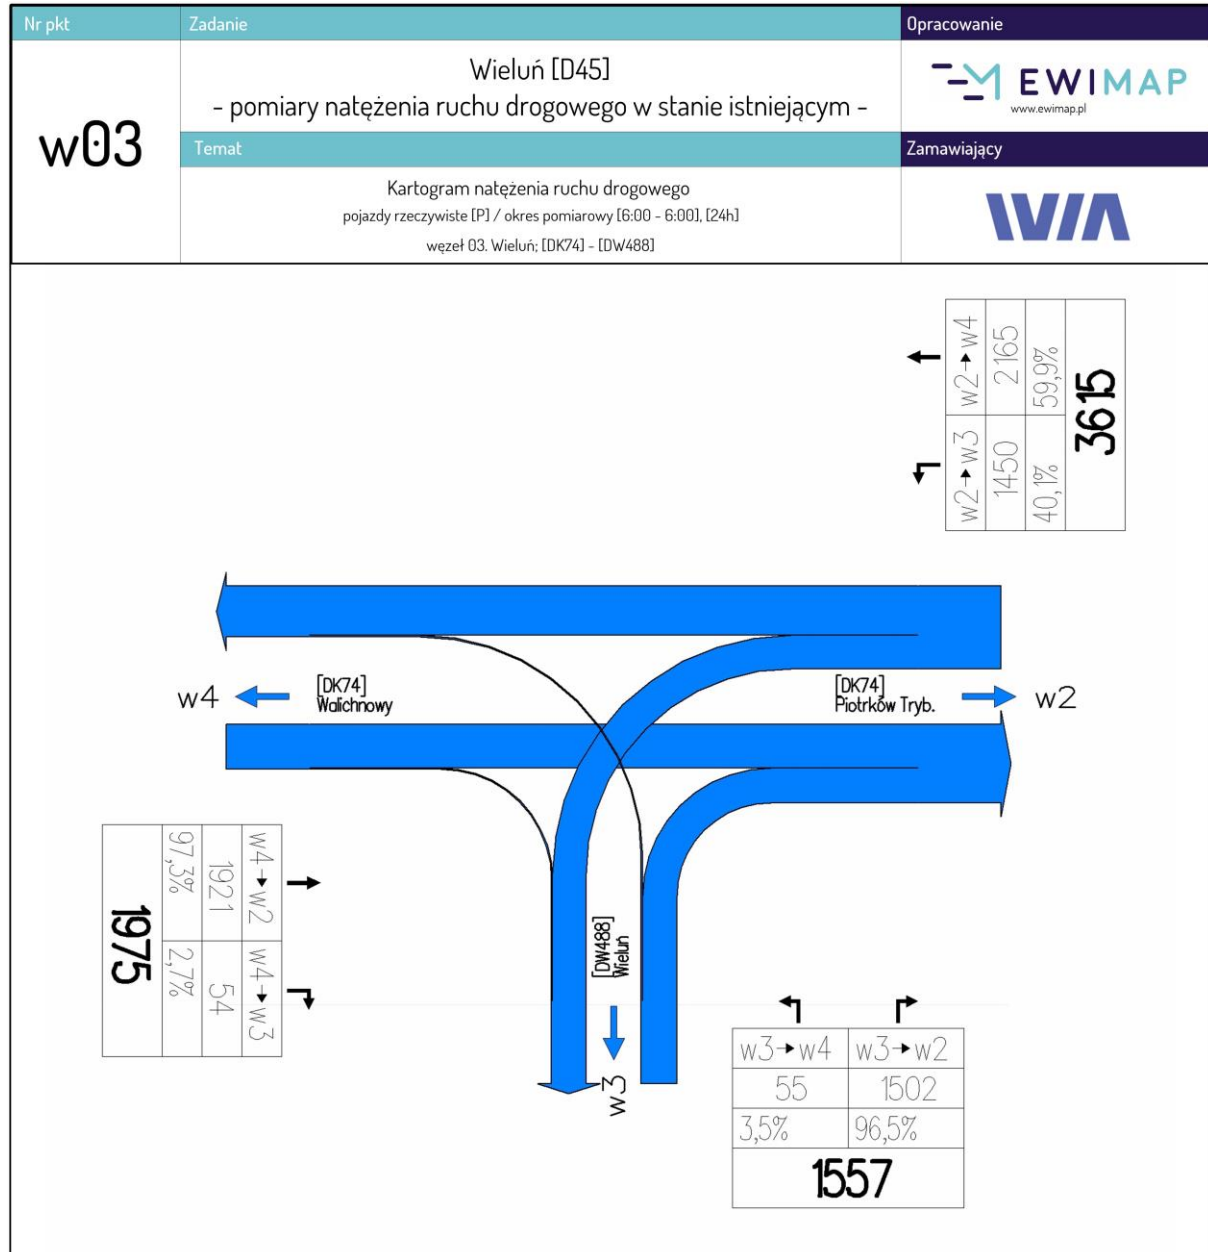 Nr pkt
Zadanie
Opracowanie
w03
Wieluń [D45]
- pomiary natężenia ruchu drogowego w stanie istniejącym -
EWIMAP
www.ewimap.pl
Temat
Zamawiający
Kartogram natężenia ruchu drogowego
pojazdy rzeczywiste [P] / okres pomiarowy [6:00 - 6:00], [24h]
węzeł 03. Wieluń; [DK74] - [DW488]
IVIA
w2→w3 w2→w4
1450 2165
40,1% 59,9%
3615
w4
[DK74]
Walichnowy
[DK74]
Piotrków Tryb.
w2
w4→w2 w4→w3
1921 54
97,3% 2,7%
1975
[DW488]
Wieluń
w3
w3→w4 w3→w2
55 1502
3,5% 96,5%
1557